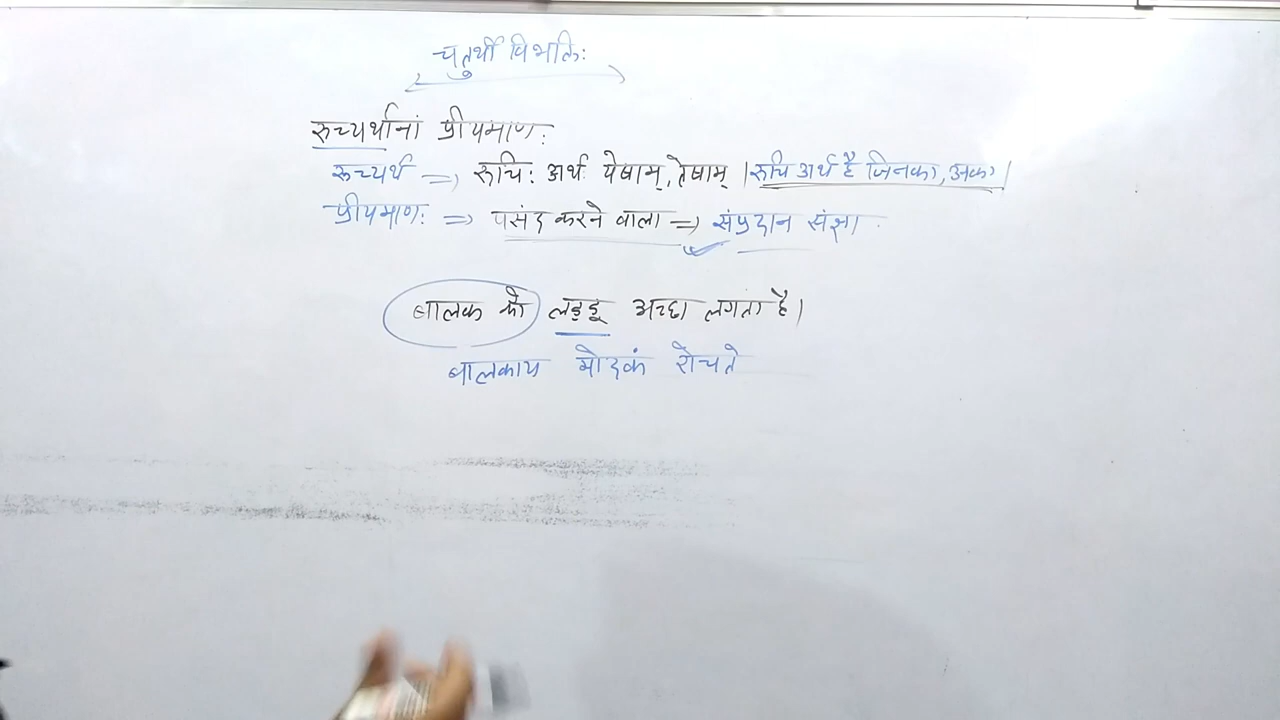 चतुर्थी विभक्तिः
रुच्यर्थानां प्रीयमाणः
रूच्यर्थ => रूचिः अर्थः येषाम्, तेषाम् | रूचि अर्थ है जिनका, उनका |
प्रीयमाणः => पसंद करने वाला => संप्रदान संज्ञा
बालक को लड्डू अच्छा लगता है।
बालकाय मोदकं रोचते